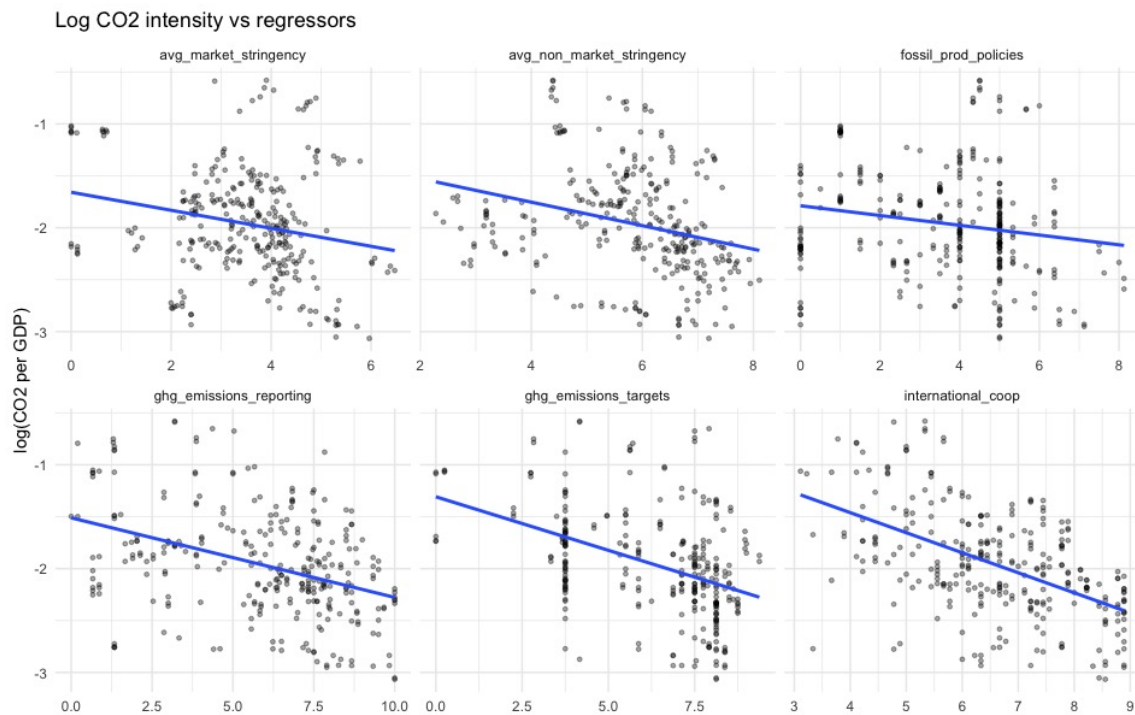 Log CO2 intensity vs regressors
avg_market_stringency
avg_non_market_stringency
fossil_prod_policies
-1
-2
-3
0 2 4 6
2 4 6 8
0 2 4 6 8
log(CO2 per GDP)
ghg_emissions_reporting
ghg_emissions_targets
international_coop
-1
-2
-3
0.0 2.5 5.0 7.5 10.0
0.0 2.5 5.0 7.5
3 4 5 6 7 8 9